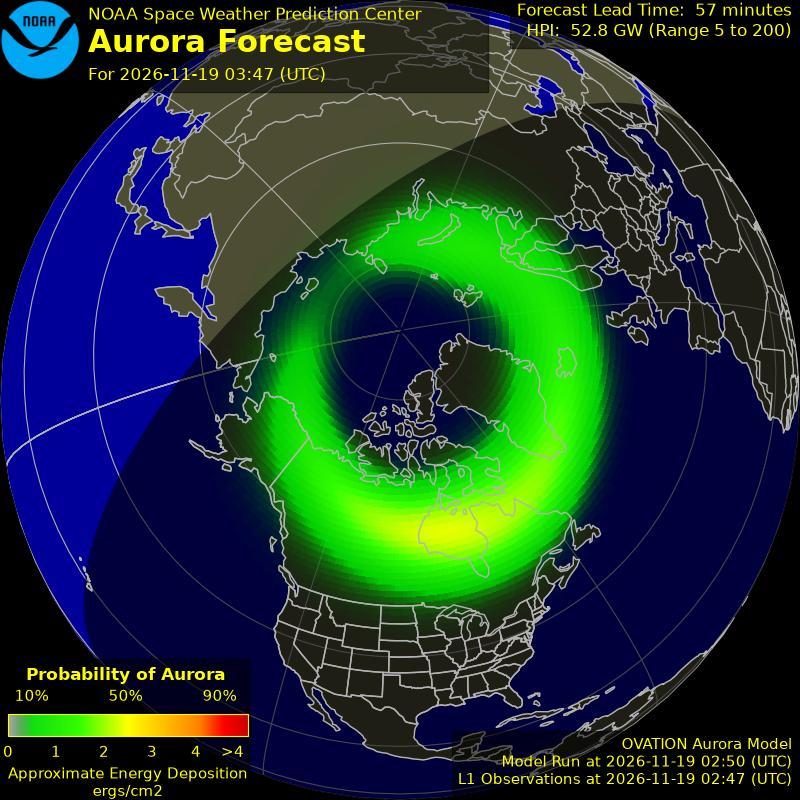 NOAA
NOAA Space Weather Prediction Center
Aurora Forecast
For 2026-11-19 03:47 (UTC)
Forecast Lead Time: 57 minutes
HPI: 52.8 GW (Range 5 to 200)
Probability of Aurora
10% 50% 90%
0 1 2 3 4 >4
Approximate Energy Deposition
ergs/cm2
OVATION Aurora Model
Model Run at 2026-11-19 02:50 (UTC)
L1 Observations at 2026-11-19 02:47 (UTC)